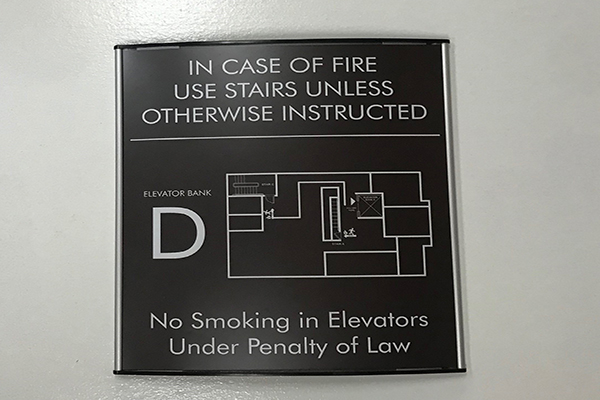 IN CASE OF FIRE
USE STAIRS UNLESS
OTHERWISE INSTRUCTED
ELEVATOR BANK
D
No Smoking in Elevators
Under Penalty of Law